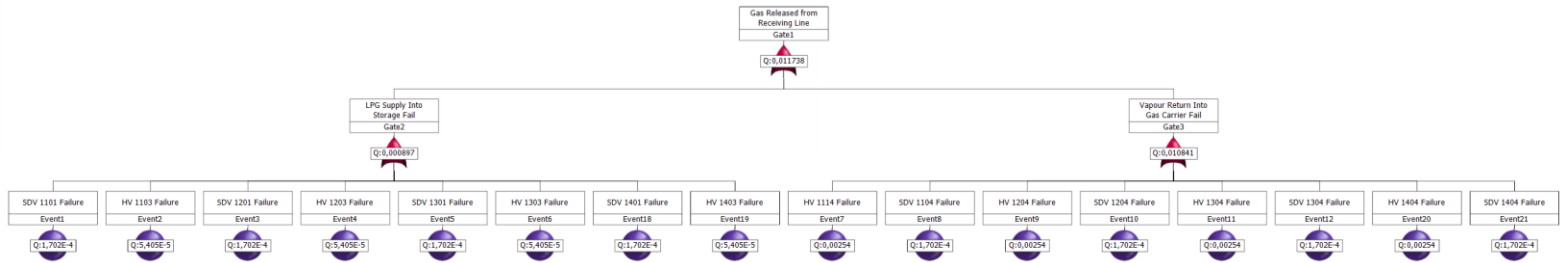 Gas Released from
Receiving Line
Gate1
Q:0,011738
LPG Supply Into
Storage Fail
Gate2
Q:0,000897
Vapour Return Into
Gas Carrier Fail
Gate3
Q:0,010841
SDV 1101 Failure
Event1
Q:1,702E-4
HV 1103 Failure
Event2
Q:5,405E-5
SDV 1201 Failure
Event3
Q:1,702E-4
HV 1203 Failure
Event4
Q:5,405E-5
SDV 1301 Failure
Event5
Q:1,702E-4
HV 1303 Failure
Event6
Q:5,405E-5
SDV 1401 Failure
Event18
Q:1,702E-4
HV 1403 Failure
Event19
Q:5,405E-5
HV 1114 Failure
Event7
Q:0,00254
SDV 1104 Failure
Event8
Q:1,702E-4
HV 1204 Failure
Event9
Q:0,00254
SDV 1204 Failure
Event10
Q:1,702E-4
HV 1304 Failure
Event11
Q:0,00254
SDV 1304 Failure
Event12
Q:1,702E-4
HV 1404 Failure
Event20
Q:0,00254
SDV 1404 Failure
Event21
Q:1,702E-4